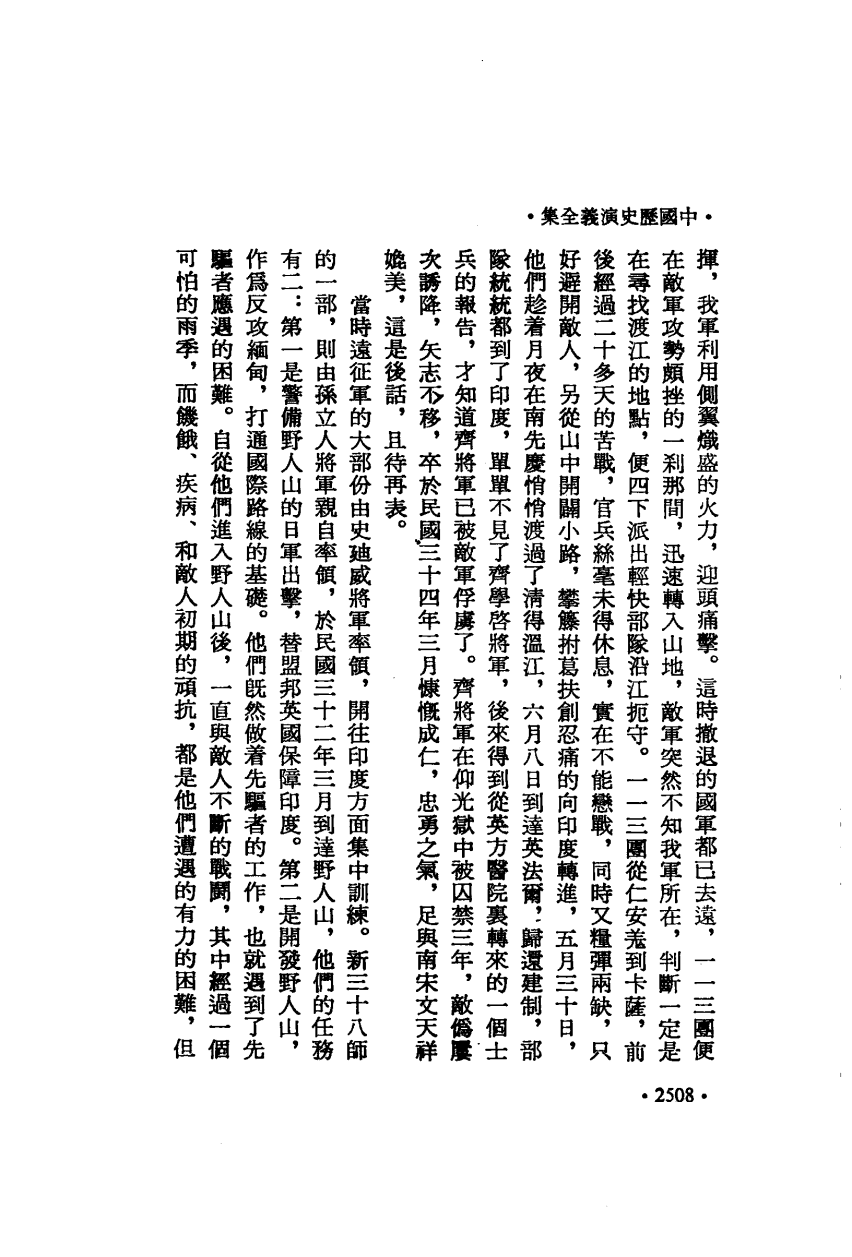 •中國歷史演義全集•
揮，我軍利用側翼熾盛的火力，迎頭痛擊。這時撤退的國軍都已去遠，一一三團便
在敵軍攻勢頗挫的一剎那間，迅速轉入山地，敵軍突然不知我軍所在，判斷一定是
在尋找渡江的地點，便四下派出輕快部隊沿江扼守。一一三團從仁安羗到卡薩，前
後經過二十多天的苦戰，官兵絲毫未得休息，實在不能戀戰，同時又糧彈兩缺，只
好避開敵人，另從山中開闢小路，攀籐拊葛扶創忍痛的向印度轉進，五月三十日，
他們趁着月夜在南先慶悄悄渡過了清得溫江，六月八日到達英法爾，歸還建制，部
隊統統都到了印度，單單不見了齊學啓將軍，後來得到從英方醫院裏轉來的一個士
兵的報告，才知道齊將軍已被敵軍俘虜了。齊將軍在仰光獄中被囚禁三年，敵僞屢
次誘降，矢志不移，卒於民國三十四年三月慷慨成仁，忠勇之氣，足與南宋文天祥
媲美，這是後話，且待再表。
當時遠征軍的大部份由史廸威將軍率領，開往印度方面集中訓練。新三十八師
的一部，則由孫立人將軍親自率領，於民國三十二年三月到達野人山，他們的任務
有二：第一是警備野人山的日軍出擊，替盟邦英國保障印度。第二是開發野人山，
作爲反攻緬甸，打通國際路線的基礎。他們旣然做着先驅者的工作，也就遇到了先
驅者應遇的困難。自從他們進入野人山後，一直與敵人不斷的戰鬪，其中經過一個
可怕的雨季，而饑餓、疾病、和敵人初期的頑抗，都是他們遭遇的有力的困難，但
•2508•